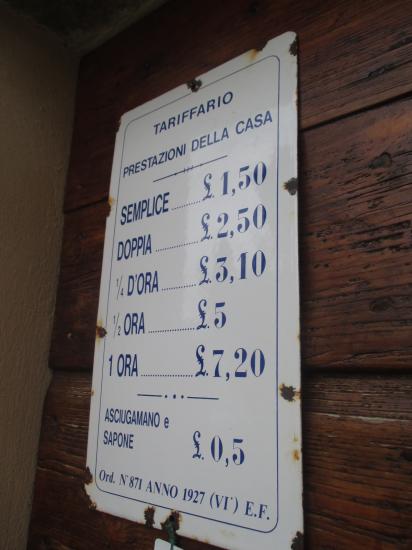 TARIFFARIO
PRESTAZIONI DELLA CASA
SEMPLICE ........ £.1,50
DOPPIA ............ £.2,50
¼ D'ORA ........... £.3,10
½ ORA ................ £.5
1 ORA ................ £.7,20
ASCIUGAMANO e
SAPONE £.0,5
Ord. N°871 ANNO 1927 (VI°) E.F.